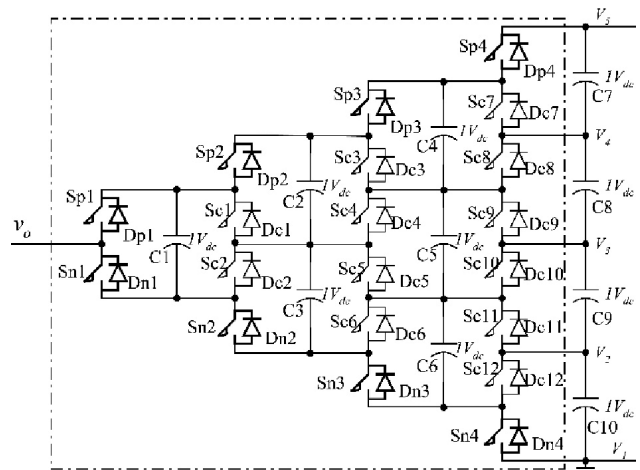 V5
Sp4
Dp4
1Vdc
C7
Sp3
Dp3
1Vdc
C4
Sc7
Dc7
V4
Sp2
Dp2
1Vdc
C2
Sc3
Dc3
Sc8
Dc8
1Vdc
C8
Sp1
Dp1
1Vdc
C1
Sc1
Dc1
Sc4
Dc4
1Vdc
C5
Sc9
Dc9
vo
V3
Sn1
Dn1
Sc2
Dc2
1Vdc
C3
Sc5
Dc5
Sc10
Dc10
1Vdc
C9
Sn2
Dn2
Sc6
Dc6
1Vdc
C6
Sc11
Dc11
V2
Sn3
Dn3
Sc12
Dc12
1Vdc
C10
Sn4
Dn4
V1